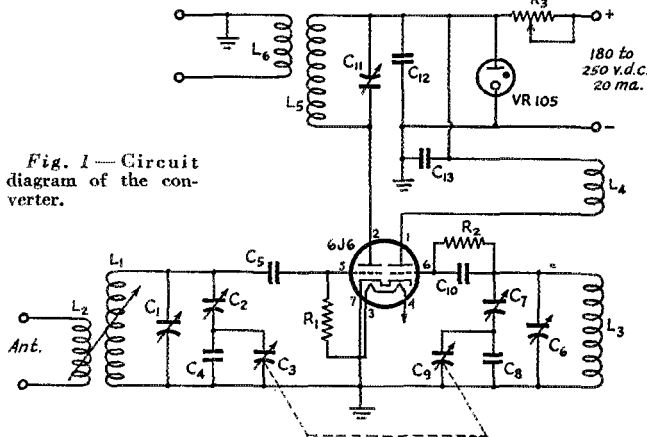 R3
+
L6
C11
C12
180 to
250 v.d.c.
20 ma.
L5
VR 105
−
Fig. 1 — Circuit
diagram of the con-
verter.
C13
L4
2
1
6J6
R2
L1
C5
5
6
C10
L2
C1
C2
7
3
4
C7
R1
C6
L3
Ant.
C4
C3
C9
C8